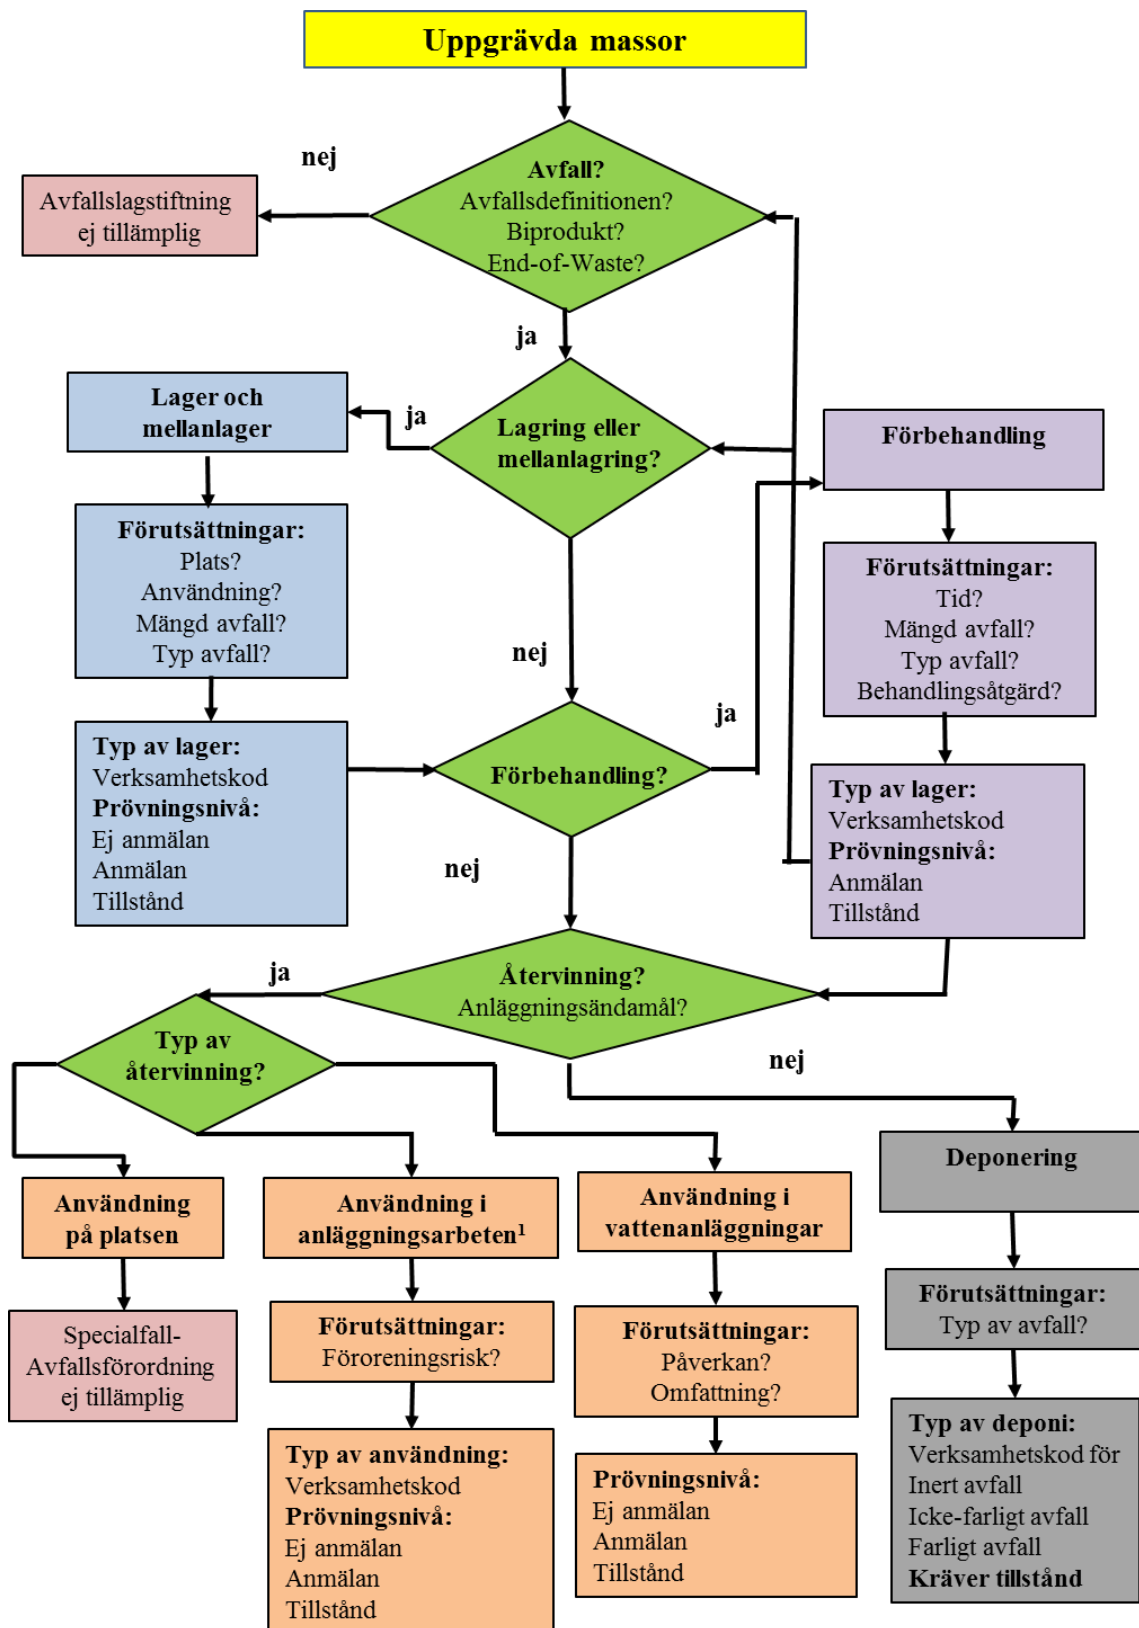 Uppgrävda massor
nej
Avfall?
Avfallsdefinitionen?
Biprodukt?
End-of-Waste?
Avfallslagstiftning
ej tillämplig
ja
Lager och
mellanlager
ja
Lagring eller
mellanlagring?
Förbehandling
Förutsättningar:
Plats?
Användning?
Mängd avfall?
Typ avfall?
Förutsättningar:
Tid?
Mängd avfall?
Typ avfall?
Behandlingsåtgärd?
nej
ja
Typ av lager:
Verksamhetskod
Prövningsnivå:
Ej anmälan
Anmälan
Tillstånd
Förbehandling?
Typ av lager:
Verksamhetskod
Prövningsnivå:
Anmälan
Tillstånd
nej
ja
Återvinning?
Anläggningsändamål?
Typ av
återvinning?
nej
Deponering
Användning
på platsen
Användning i
anläggningsarbeten¹
Användning i
vattenanläggningar
Förutsättningar:
Typ av avfall?
Specialfall-
Avfallsförordning
ej tillämplig
Förutsättningar:
Föroreningsrisk?
Förutsättningar:
Påverkan?
Omfattning?
Typ av deponi:
Verksamhetskod för
Inert avfall
Icke-farligt avfall
Farligt avfall
Kräver tillstånd
Typ av användning:
Verksamhetskod
Prövningsnivå:
Ej anmälan
Anmälan
Tillstånd
Prövningsnivå:
Ej anmälan
Anmälan
Tillstånd